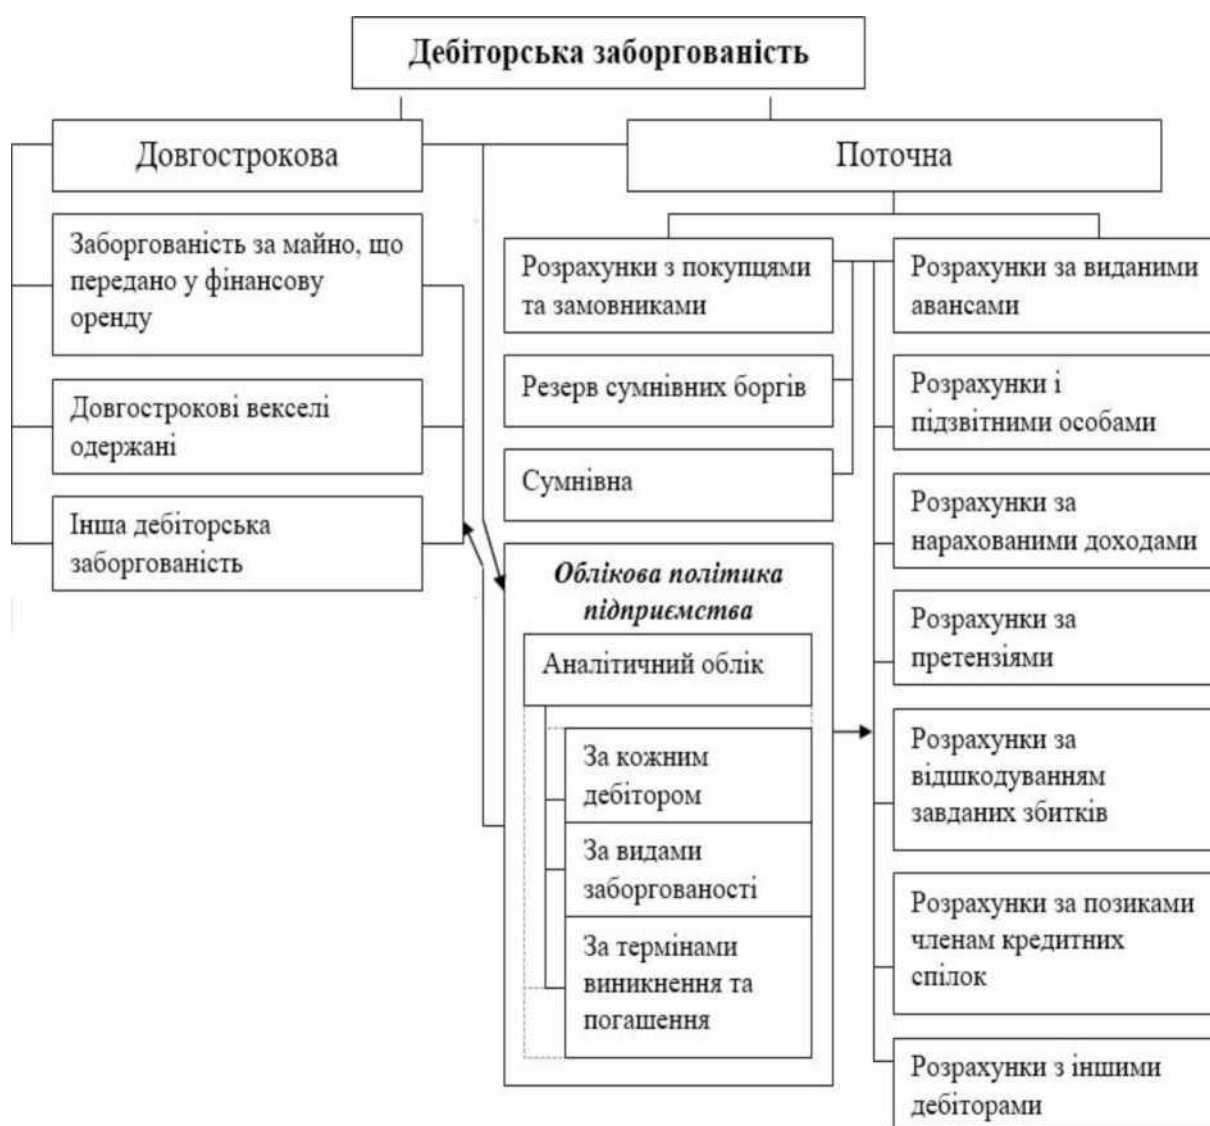 Дебіторська заборгованість
Довгострокова
Поточна
Заборгованість за майно, що
передано у фінансову
оренду
Довгострокові векселі
одержані
Інша дебіторська
заборгованість
Розрахунки з покупцями
та замовниками
Резерв сумнівних боргів
Сумнівна
Облікова політика
підприємства
Аналітичний облік
За кожним
дебітором
За видами
заборгованості
За термінами
виникнення та
погашення
Розрахунки за виданими
авансами
Розрахунки і
підзвітними особами
Розрахунки за
нарахованими доходами
Розрахунки за
претензіями
Розрахунки за
відшкодуванням
завданих збитків
Розрахунки за позиками
членам кредитних
спілок
Розрахунки з іншими
дебіторами